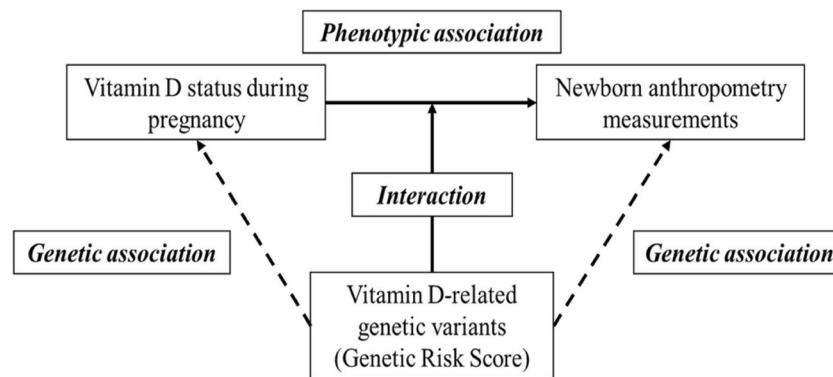 Phenotypic association
Vitamin D status during
pregnancy
Newborn anthropometry
measurements
Interaction
Genetic association
Genetic association
Vitamin D-related
genetic variants
(Genetic Risk Score)